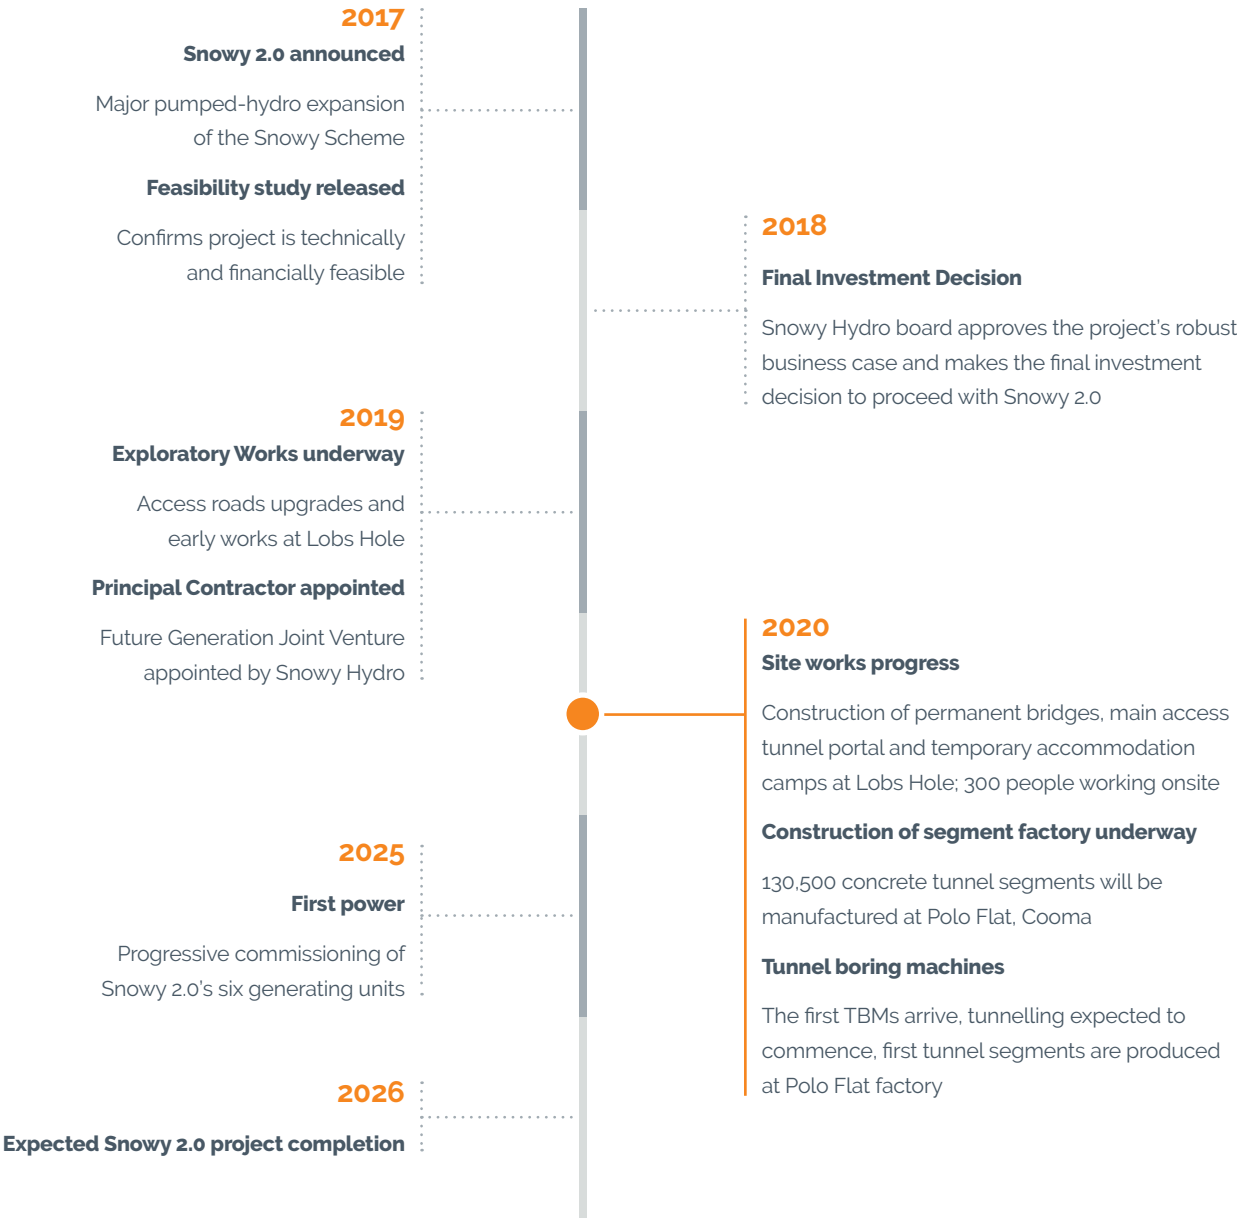 2017
Snowy 2.0 announced
Major pumped-hydro expansion
of the Snowy Scheme
Feasibility study released
Confirms project is technically
and financially feasible
2018
Final Investment Decision
Snowy Hydro board approves the project's robust
business case and makes the final investment
decision to proceed with Snowy 2.0
2019
Exploratory Works underway
Access roads upgrades and
early works at Lobs Hole
Principal Contractor appointed
Future Generation Joint Venture
appointed by Snowy Hydro
2020
Site works progress
Construction of permanent bridges, main access
tunnel portal and temporary accommodation
camps at Lobs Hole; 300 people working onsite
Construction of segment factory underway
130,500 concrete tunnel segments will be
manufactured at Polo Flat, Cooma
Tunnel boring machines
The first TBMs arrive, tunnelling expected to
commence, first tunnel segments are produced
at Polo Flat factory
2025
First power
Progressive commissioning of
Snowy 2.0's six generating units
2026
Expected Snowy 2.0 project completion